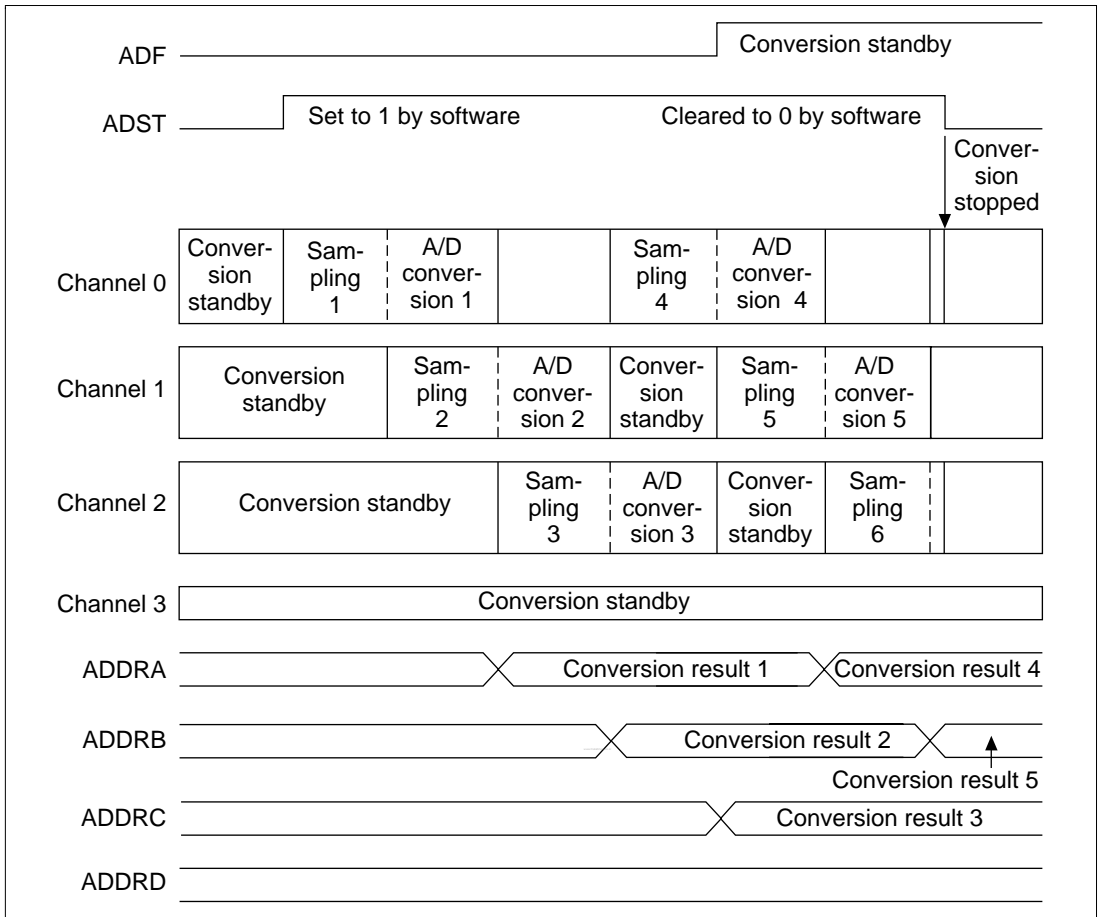 ADF
Conversion standby
ADST
Set to 1 by software
Cleared to 0 by software
Conver-
sion
stopped
Channel 0
Conver-
sion
standby
Sam-
pling
1
A/D
conver-
sion 1
Sam-
pling
4
A/D
conver-
sion 4
Channel 1
Conversion
standby
Sam-
pling
2
A/D
conver-
sion 2
Conver-
sion
standby
Sam-
pling
5
A/D
conver-
sion 5
Channel 2
Conversion standby
Sam-
pling
3
A/D
conver-
sion 3
Conver-
sion
standby
Sam-
pling
6
Channel 3
Conversion standby
ADDRA
Conversion result 1
Conversion result 4
ADDRB
Conversion result 2
Conversion result 5
ADDRC
Conversion result 3
ADDRD